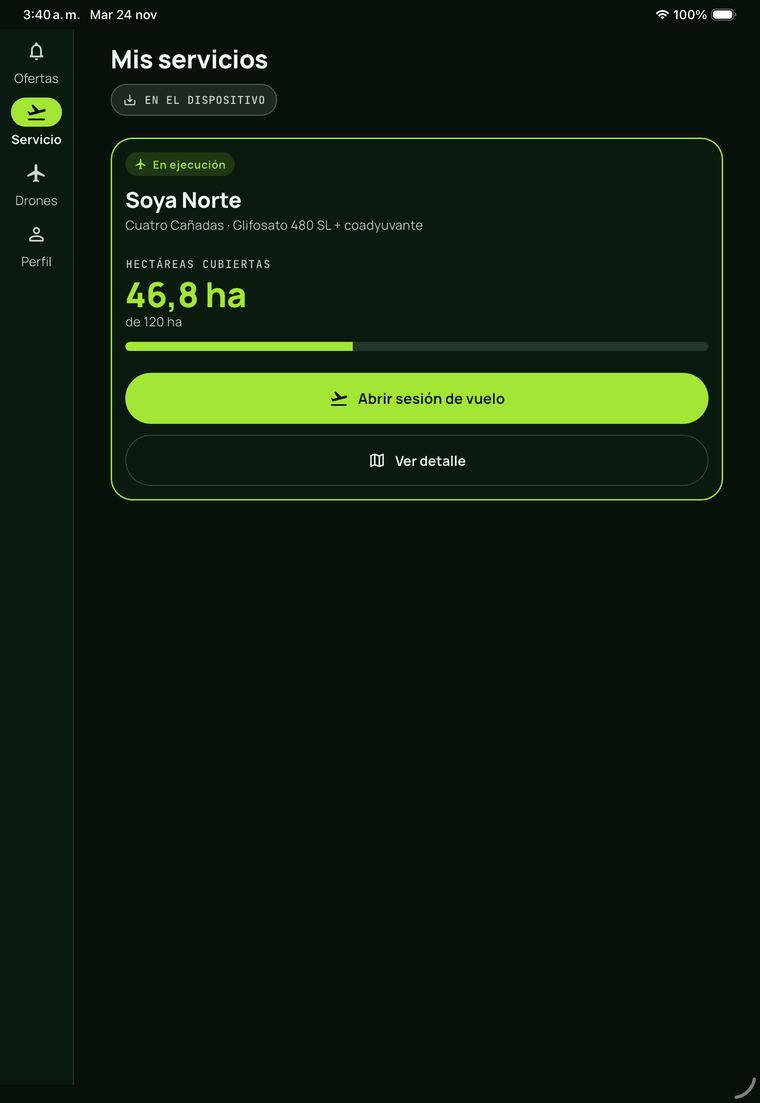 3:40 a. m. Mar 24 nov
100%
Ofertas
Servicio
Drones
Perfil
Mis servicios
EN EL DISPOSITIVO
En ejecución
Soya Norte
Cuatro Cañadas · Glifosato 480 SL + coadyuvante
HECTÁREAS CUBIERTAS
46,8 ha
de 120 ha
Abrir sesión de vuelo
Ver detalle